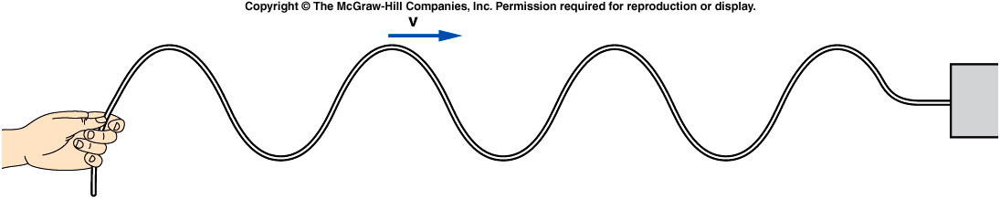 Copyright © The McGraw-Hill Companies, Inc. Permission required for reproduction or display.
v